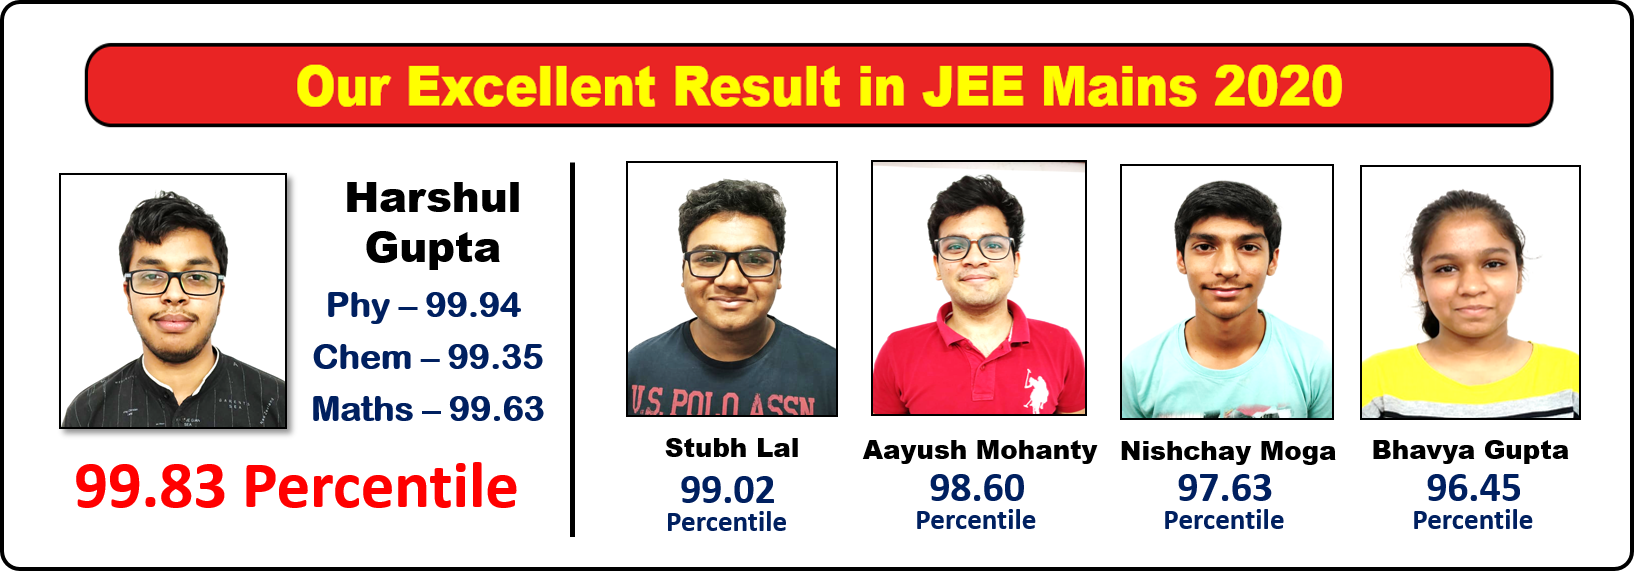 Our Excellent Result in JEE Mains 2020
Harshul
Gupta
Phy – 99.94
Chem – 99.35
Maths – 99.63
99.83 Percentile
U.S. POLO ASSN
Stubh Lal
99.02
Percentile
Aayush Mohanty
98.60
Percentile
Nishchay Moga
97.63
Percentile
Bhavya Gupta
96.45
Percentile